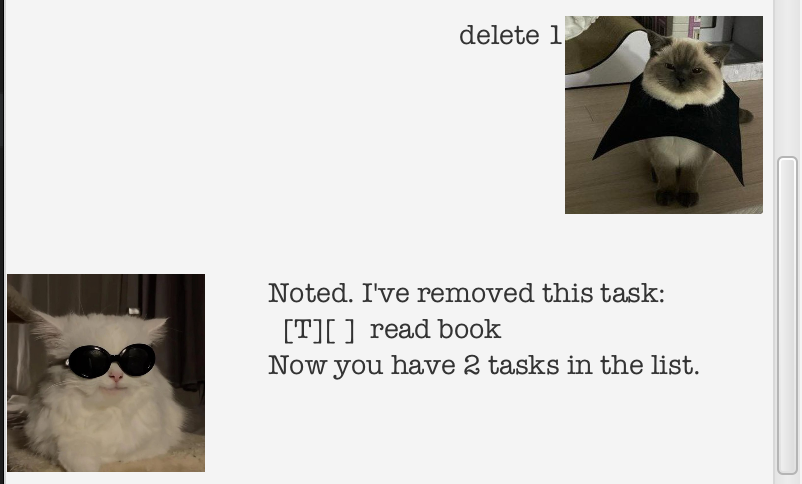 delete 1
Noted. I've removed this task:
[T][ ] read book
Now you have 2 tasks in the list.